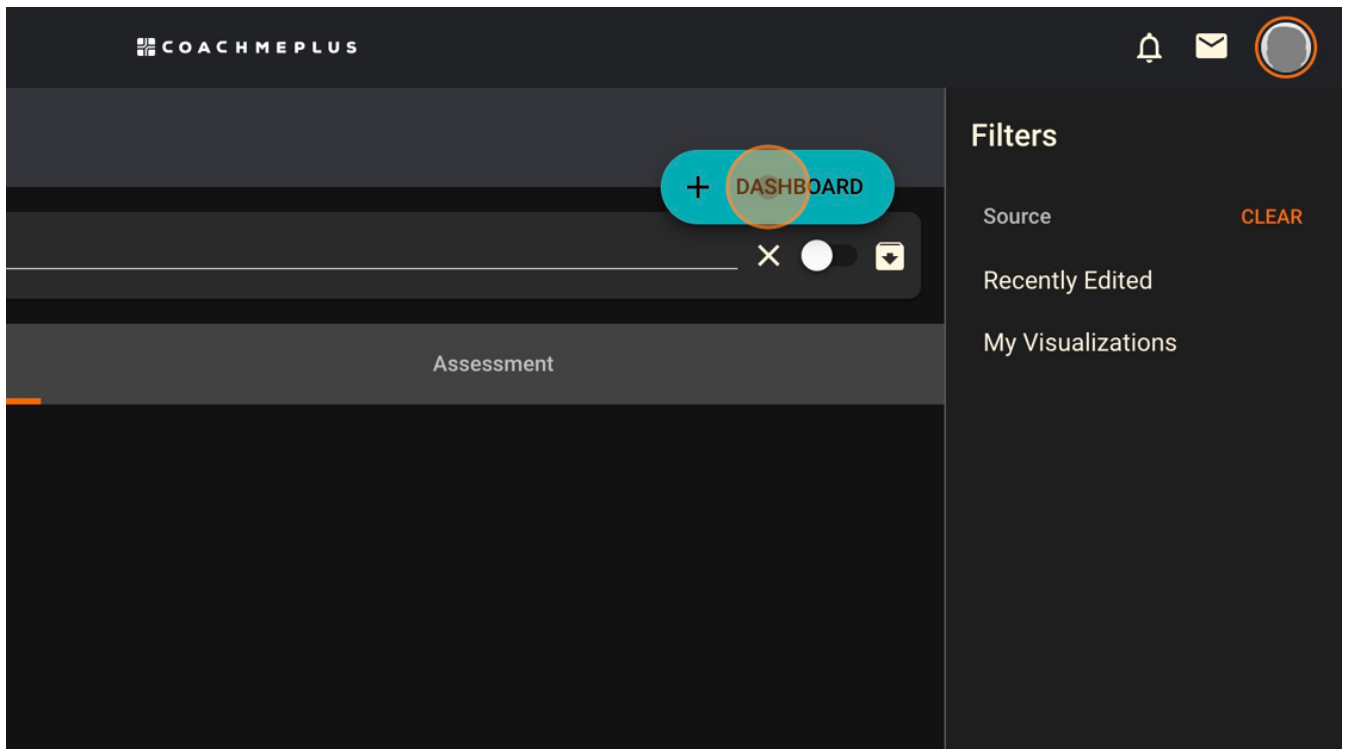 COACHMEPLUS
Filters
+ DASHBOARD
Source CLEAR
Recently Edited
My Visualizations
Assessment